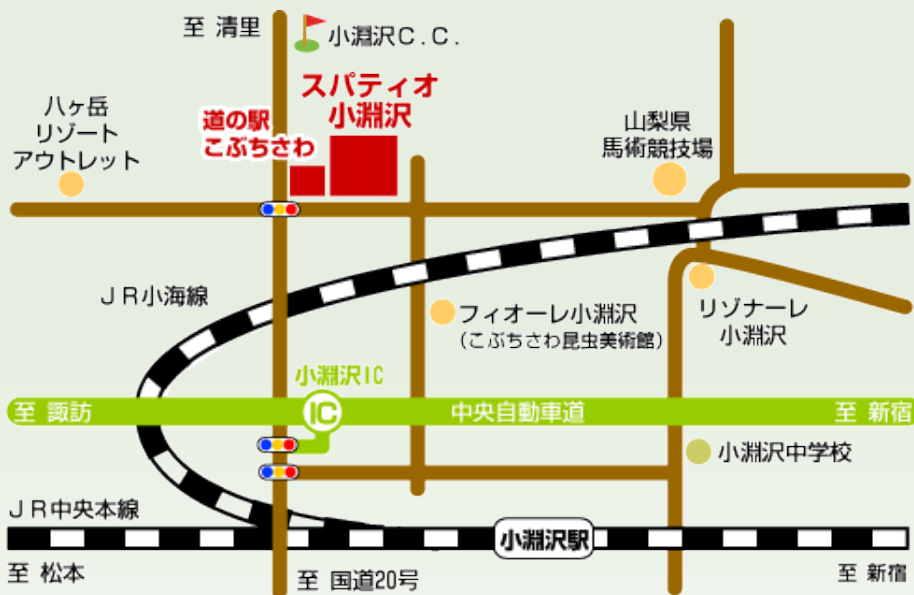 至 清里
小淵沢C.C.
スパティオ
小淵沢
道の駅
こぶちさわ
八ヶ岳
リゾート
アウトレット
山梨県
馬術競技場
JR小海線
フィオーレ小淵沢
(こぶちさわ昆虫美術館)
リゾナーレ
小淵沢
小淵沢IC
至 諏訪
IC
中央自動車道
至 新宿
小淵沢中学校
JR中央本線
小淵沢駅
至 松本
至 国道20号
至 新宿